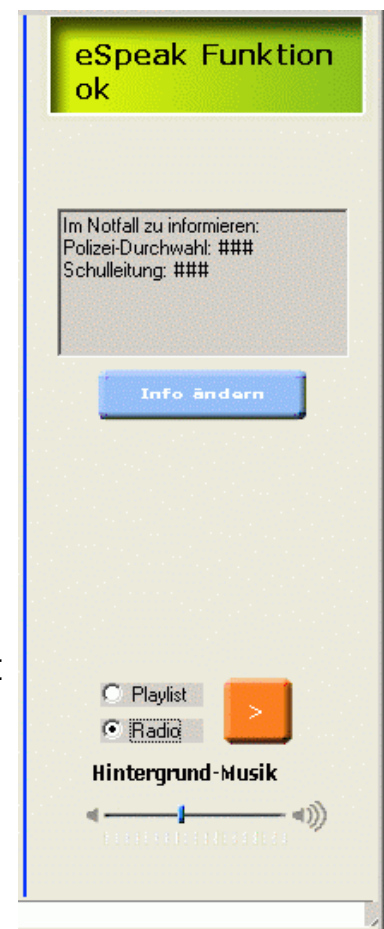 eSpeak Funktion
ok
Im Notfall zu informieren:
Polizei-Durchwahl: ###
Schulleitung: ###
Info ändern
Playlist
>
Radio
Hintergrund-Musik